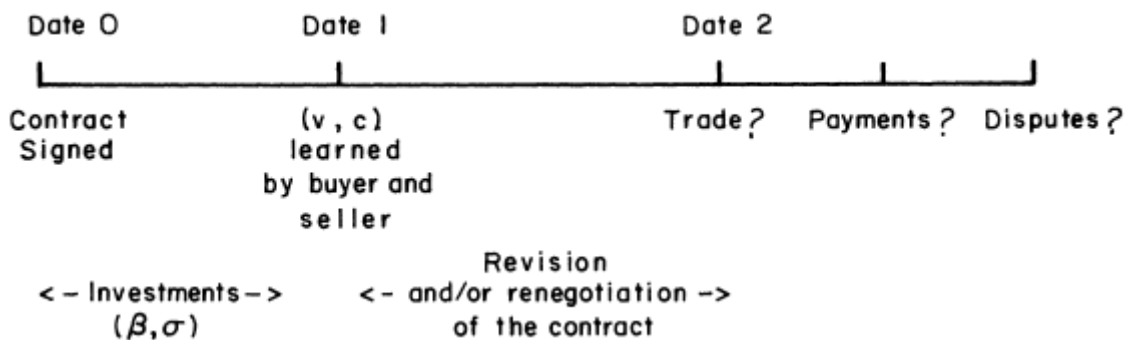 Date 0 Date 1 Date 2
Contract (v, c) Trade? Payments? Disputes?
Signed learned
by buyer and
seller
Revision
<- Investments -> <- and/or renegotiation ->
(β,σ) of the contract